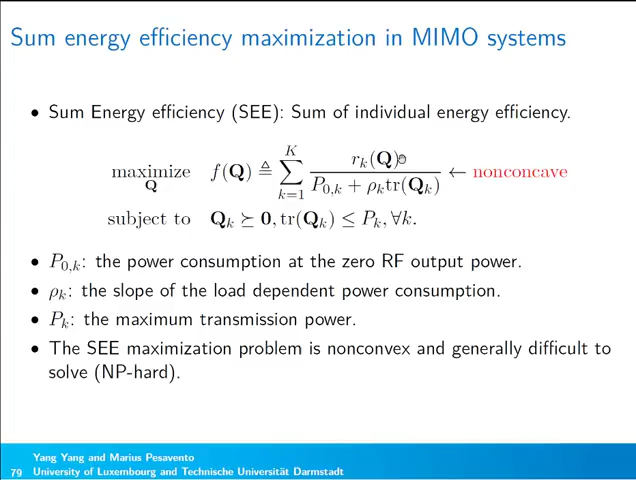 Sum energy efficiency maximization in MIMO systems
• Sum Energy efficiency (SEE): Sum of individual energy efficiency.
maximize_Q f(Q) ≜ ∑_{k=1}^{K} r_k(Q) / (P_{0,k} + ρ_k tr(Q_k)) ← nonconcave
subject to Q_k ⪰ 0, tr(Q_k) ≤ P_k, ∀k.
• P_{0,k}: the power consumption at the zero RF output power.
• ρ_k: the slope of the load dependent power consumption.
• P_k: the maximum transmission power.
• The SEE maximization problem is nonconvex and generally difficult to
solve (NP-hard).
Yang Yang and Marius Pesavento
79 University of Luxembourg and Technische Universität Darmstadt